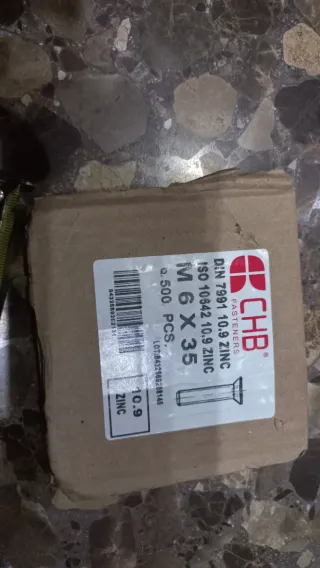 CHB®
FASTENERS
DIN 7991 10.9 ZINC
ISO 10642 10.9 ZINC
M 6 X 35
500 PCS
10.9
ZINC